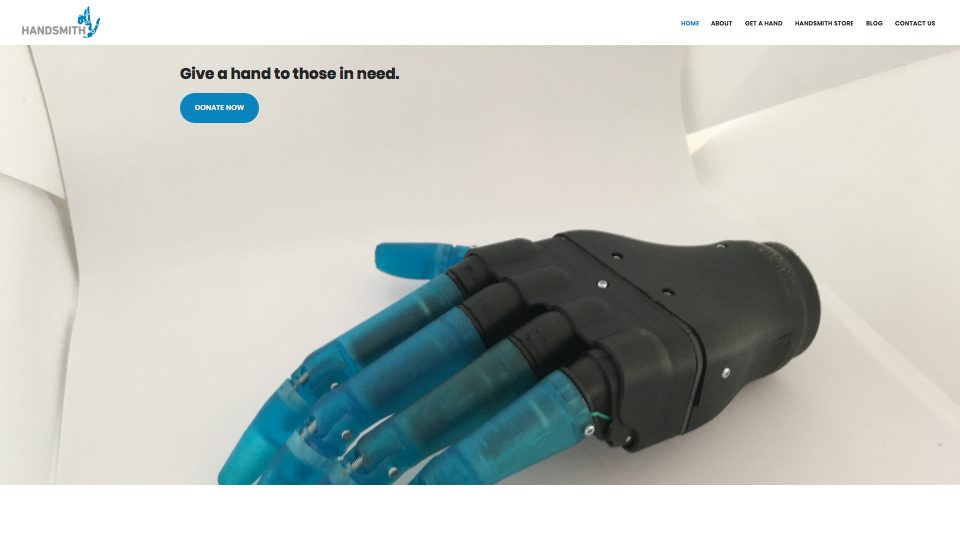 HANDSMITH
HOME ABOUT GET A HAND HANDSMITH STORE BLOG CONTACT US
Give a hand to those in need.
DONATE NOW